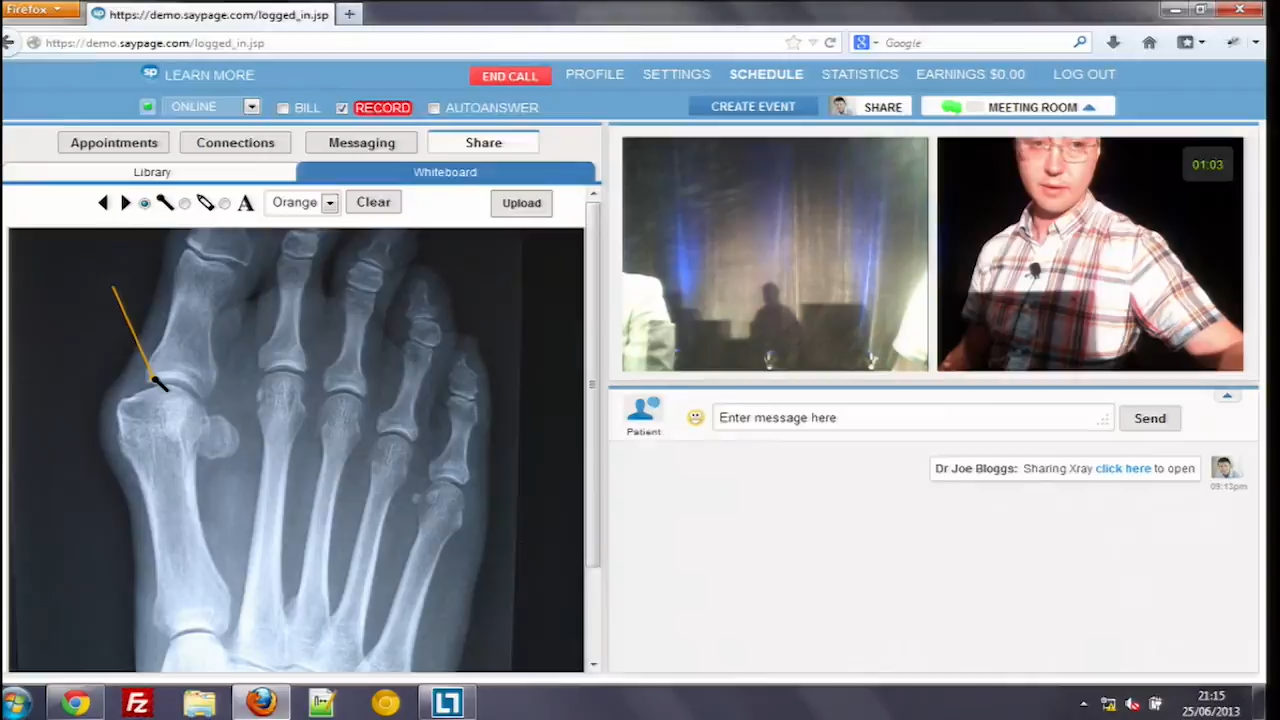 Firefox
https://demo.saypage.com/logged_in.jsp
https://demo.saypage.com/logged_in.jsp
Google
sp LEARN MORE
END CALL PROFILE SETTINGS SCHEDULE STATISTICS EARNINGS $0.00 LOG OUT
ONLINE BILL RECORD AUTOANSWER
CREATE EVENT SHARE MEETING ROOM
Appointments Connections Messaging Share
Library Whiteboard
A Orange Clear Upload
01:03
Patient
Enter message here
Send
Dr Joe Bloggs: Sharing Xray click here to open
09:13pm
21:15
25/06/2013